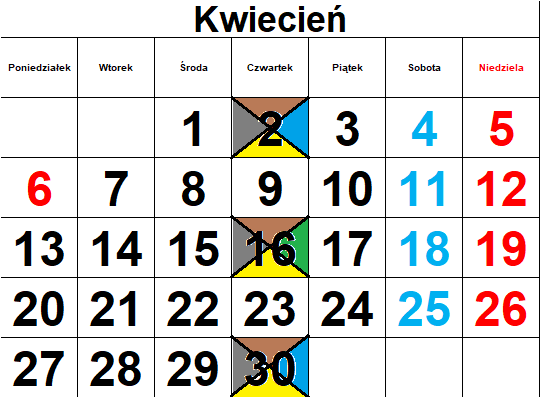 Kwiecień
Poniedziałek Wtorek Środa Czwartek Piątek Sobota Niedziela
1 2 3 4 5
6 7 8 9 10 11 12
13 14 15 16 17 18 19
20 21 22 23 24 25 26
27 28 29 30